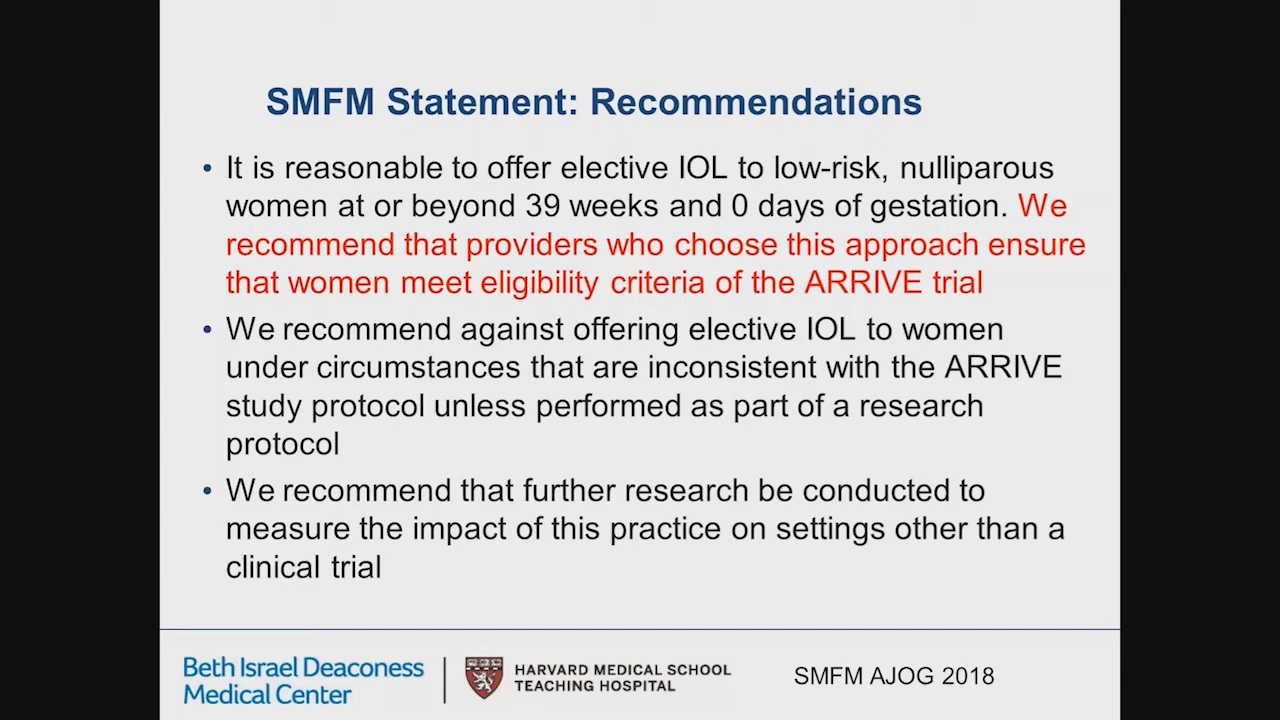 SMFM Statement: Recommendations
• It is reasonable to offer elective IOL to low-risk, nulliparous
women at or beyond 39 weeks and 0 days of gestation. We
recommend that providers who choose this approach ensure
that women meet eligibility criteria of the ARRIVE trial
• We recommend against offering elective IOL to women
under circumstances that are inconsistent with the ARRIVE
study protocol unless performed as part of a research
protocol
• We recommend that further research be conducted to
measure the impact of this practice on settings other than a
clinical trial
Beth Israel Deaconess
Medical Center
HARVARD MEDICAL SCHOOL
TEACHING HOSPITAL
SMFM AJOG 2018